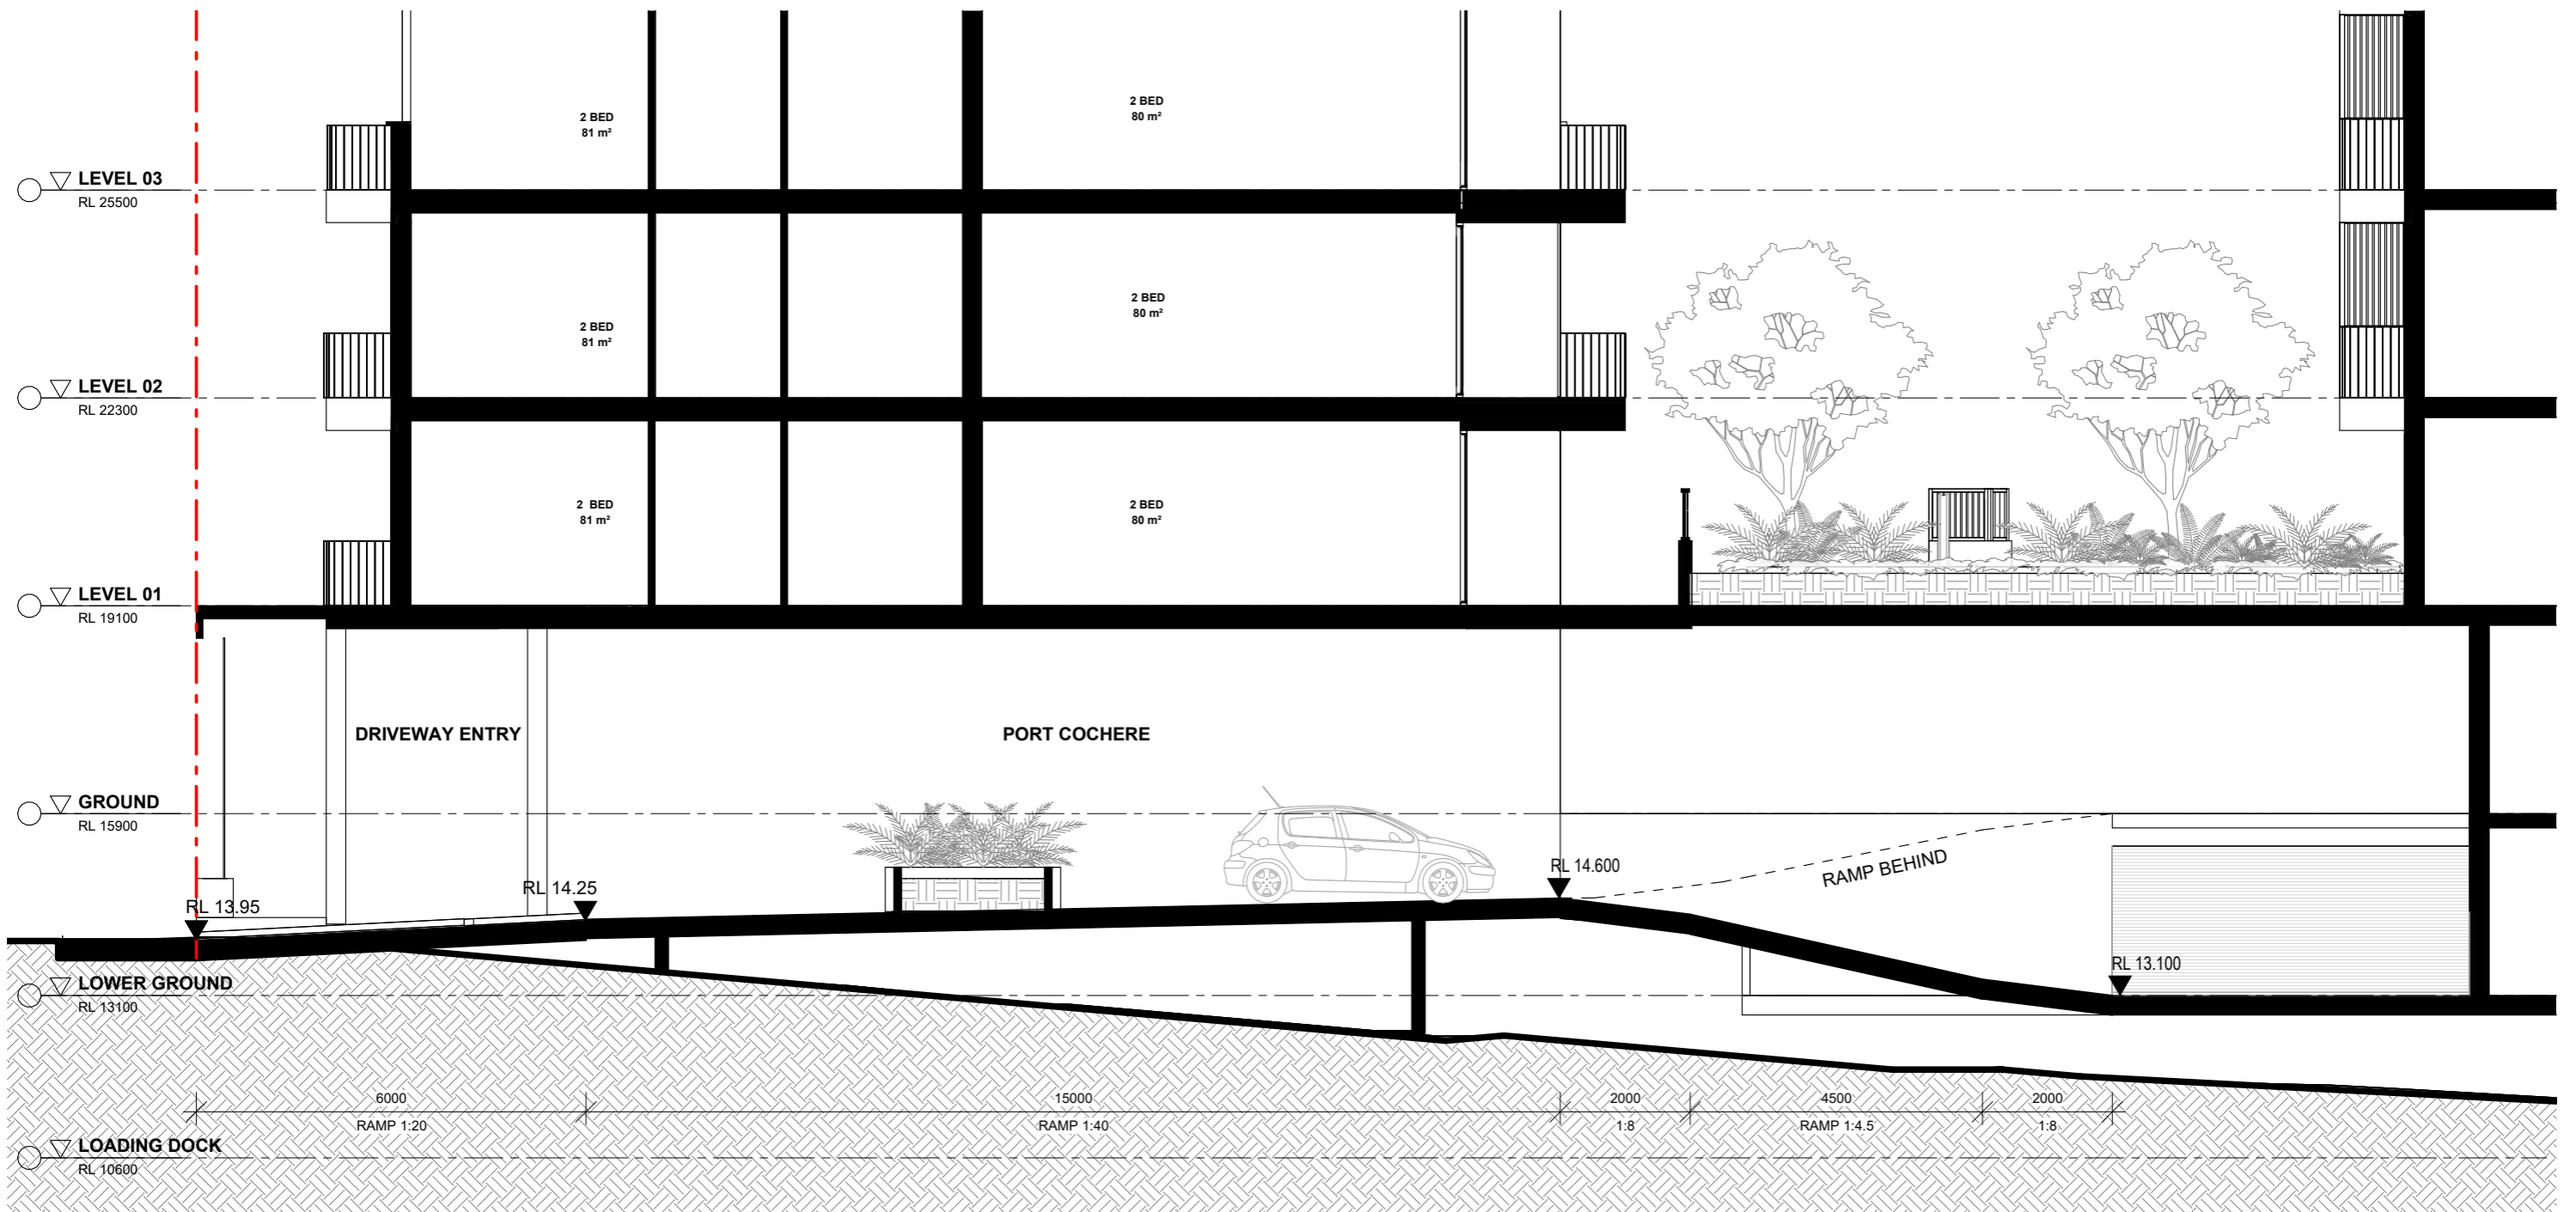 2 BED
81 m²
2 BED
80 m²
LEVEL 03
RL 25500
2 BED
81 m²
2 BED
80 m²
LEVEL 02
RL 22300
2 BED
81 m²
2 BED
80 m²
LEVEL 01
RL 19100
DRIVEWAY ENTRY
PORT COCHERE
GROUND
RL 15900
RL 13.95
RL 14.25
RL 14.600
RAMP BEHIND
RL 13.100
LOWER GROUND
RL 13100
6000
RAMP 1:20
15000
RAMP 1:40
2000
1:8
4500
RAMP 1:4.5
2000
1:8
LOADING DOCK
RL 10600